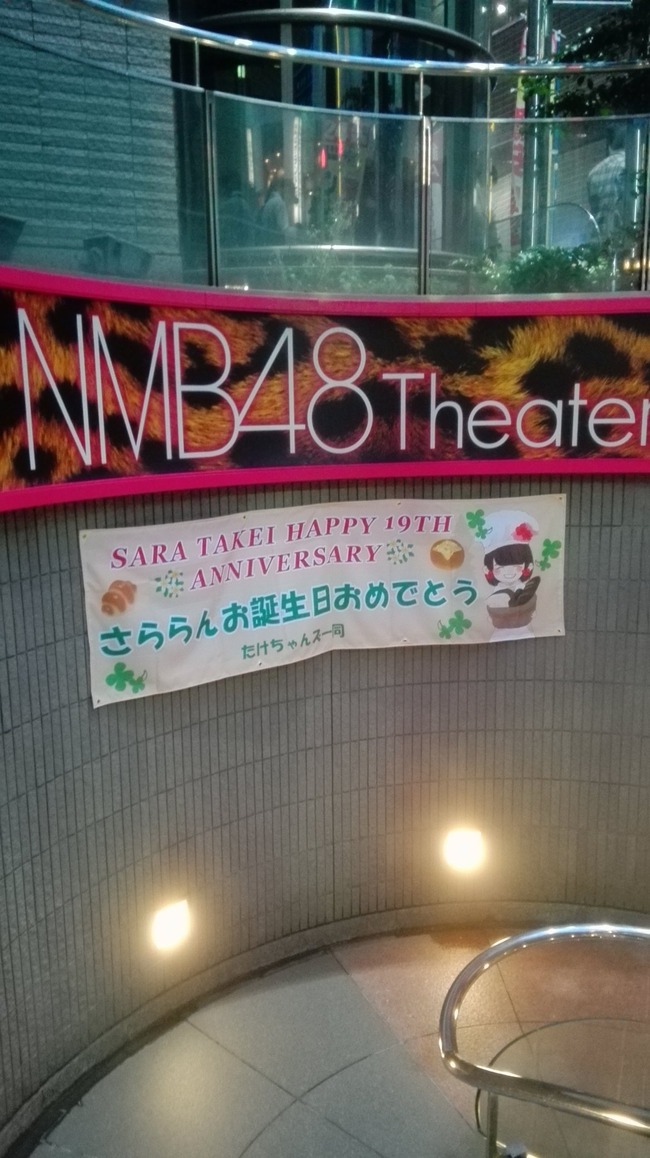 NMB48 Theater
SARA TAKEI HAPPY 19TH
ANNIVERSARY
さららんお誕生日おめでとう
たけちゃんズ一同